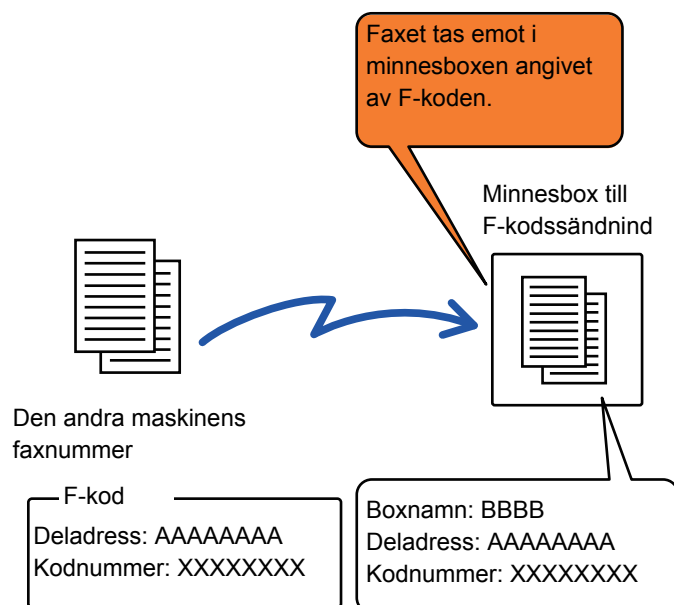 Faxet tas emot i
minnesboxen angivet
av F-koden.
Minnesbox till
F-kodssändnind
Den andra maskinens
faxnummer
F-kod
Deladress: AAAAAAAA
Kodnummer: XXXXXXXX
Boxnamn: BBBB
Deladress: AAAAAAAA
Kodnummer: XXXXXXXX